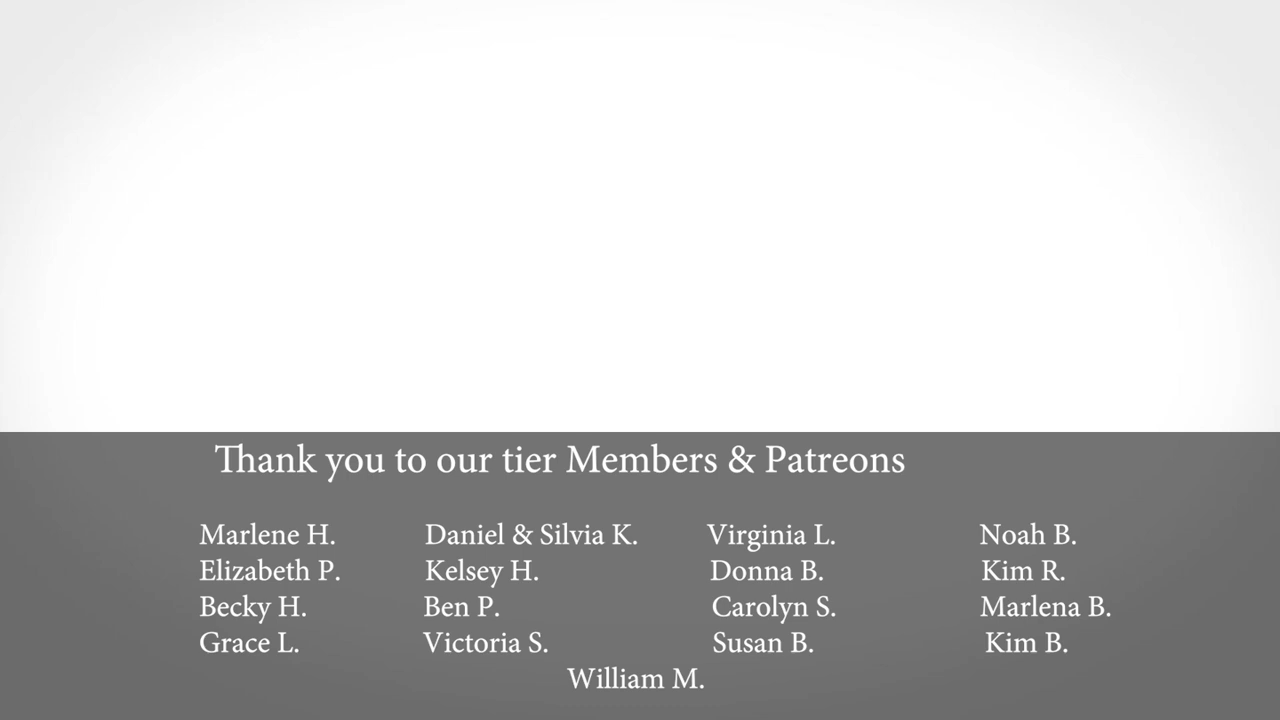 Thank you to our tier Members & Patreons
Marlene H. Daniel & Silvia K. Virginia L. Noah B.
Elizabeth P. Kelsey H. Donna B. Kim R.
Becky H. Ben P. Carolyn S. Marlena B.
Grace L. Victoria S. Susan B. Kim B.
William M.